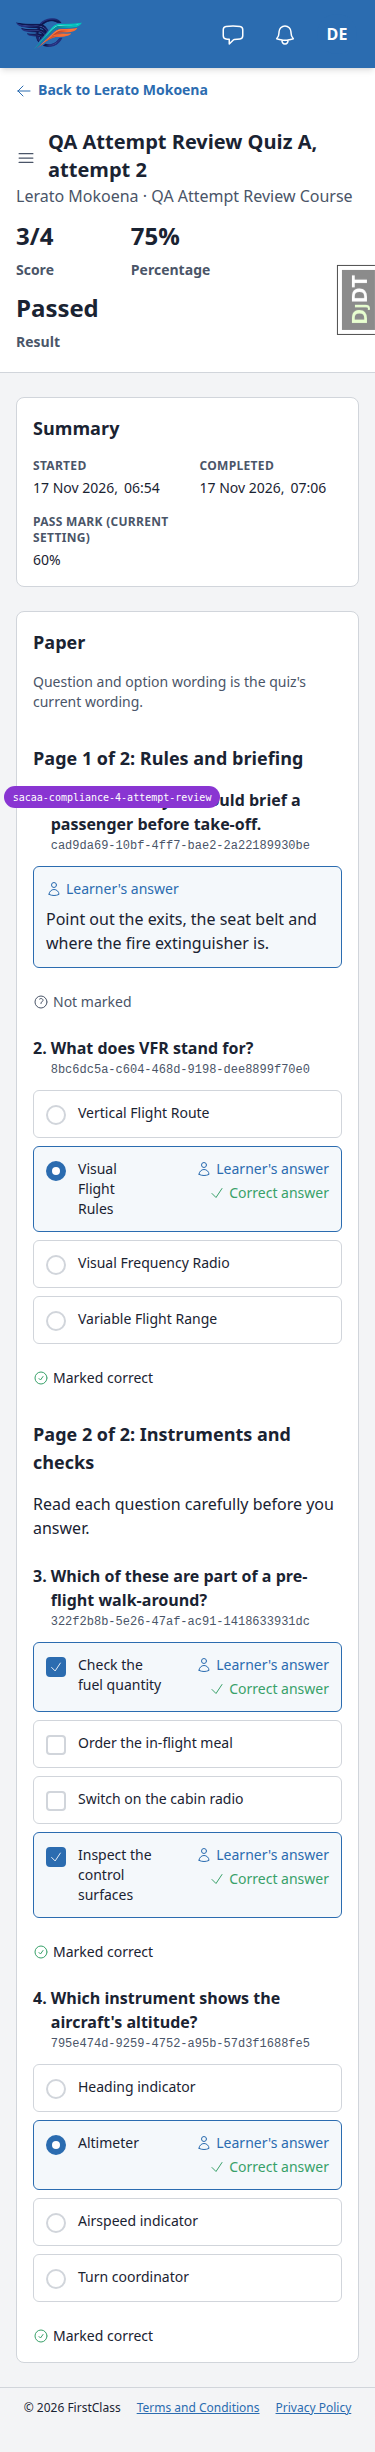 DE
Back to Lerato Mokoena
QA Attempt Review Quiz A,
attempt 2
Lerato Mokoena · QA Attempt Review Course
3/4
75%
Score
Percentage
DjDT
Passed
Result
Summary
STARTED
COMPLETED
17 Nov 2026, 06:54
17 Nov 2026, 07:06
PASS MARK (CURRENT
SETTING)
60%
Paper
Question and option wording is the quiz's
current wording.
Page 1 of 2: Rules and briefing
sacaa-compliance-4-attempt-review
uld brief a
passenger before take-off.
cad9da69-10bf-4ff7-bae2-2a22189930be
Learner's answer
Point out the exits, the seat belt and
where the fire extinguisher is.
Not marked
2. What does VFR stand for?
8bc6dc5a-c604-468d-9198-dee8899f70e0
Vertical Flight Route
Visual
Flight
Rules
Learner's answer
Correct answer
Visual Frequency Radio
Variable Flight Range
Marked correct
Page 2 of 2: Instruments and
checks
Read each question carefully before you
answer.
3. Which of these are part of a pre-
flight walk-around?
322f2b8b-5e26-47af-ac91-1418633931dc
Check the
fuel quantity
Learner's answer
Correct answer
Order the in-flight meal
Switch on the cabin radio
Inspect the
control
surfaces
Learner's answer
Correct answer
Marked correct
4. Which instrument shows the
aircraft's altitude?
795e474d-9259-4752-a95b-57d3f1688fe5
Heading indicator
Altimeter
Learner's answer
Correct answer
Airspeed indicator
Turn coordinator
Marked correct
© 2026 FirstClass
Terms and Conditions
Privacy Policy